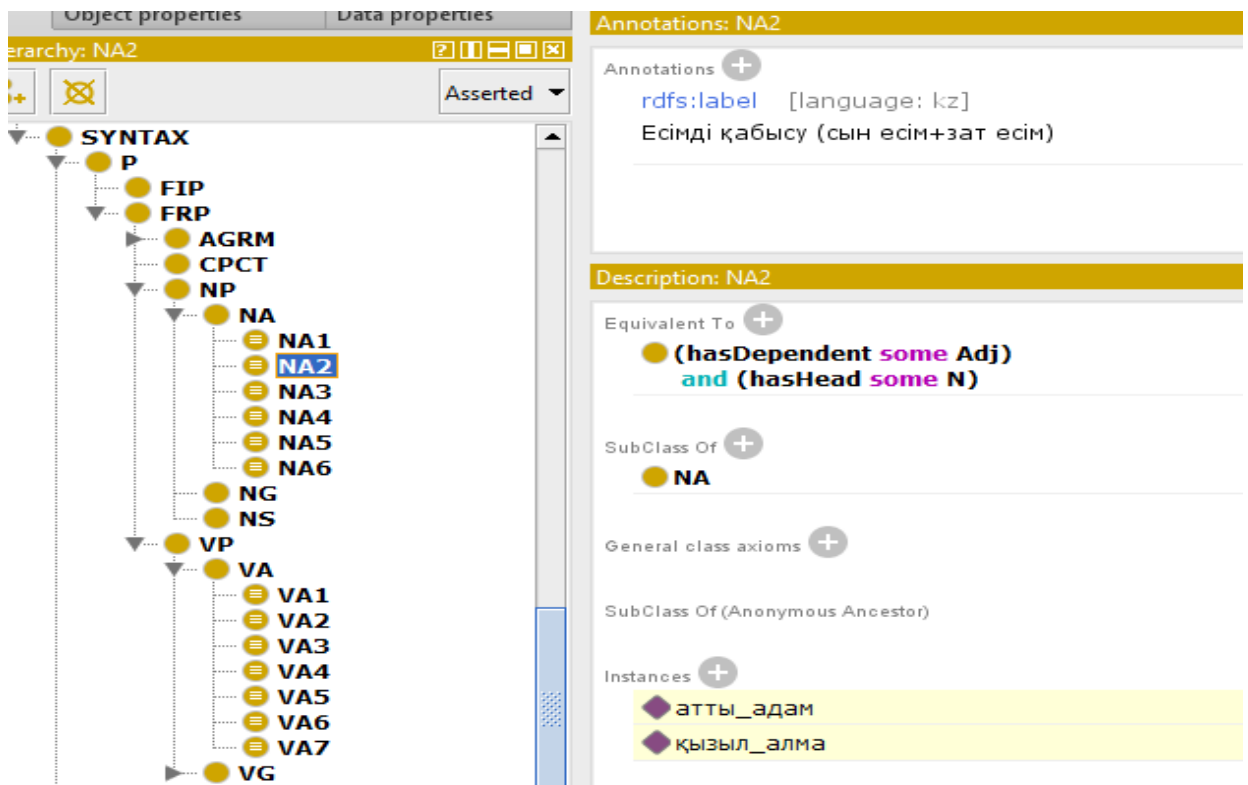 Object properties
Data properties
erarchy: NA2
Asserted
SYNTAX
P
FIP
FRP
AGRM
CPCT
NP
NA
NA1
NA2
NA3
NA4
NA5
NA6
NG
NS
VP
VA
VA1
VA2
VA3
VA4
VA5
VA6
VA7
VG
Annotations: NA2
Annotations
rdfs:label [language: kz]
Есімді қабысу (сын есім+зат есім)
Description: NA2
Equivalent To
(hasDependent some Adj)
and (hasHead some N)
SubClass Of
NA
General class axioms
SubClass Of (Anonymous Ancestor)
Instances
атты_адам
қызыл_алма